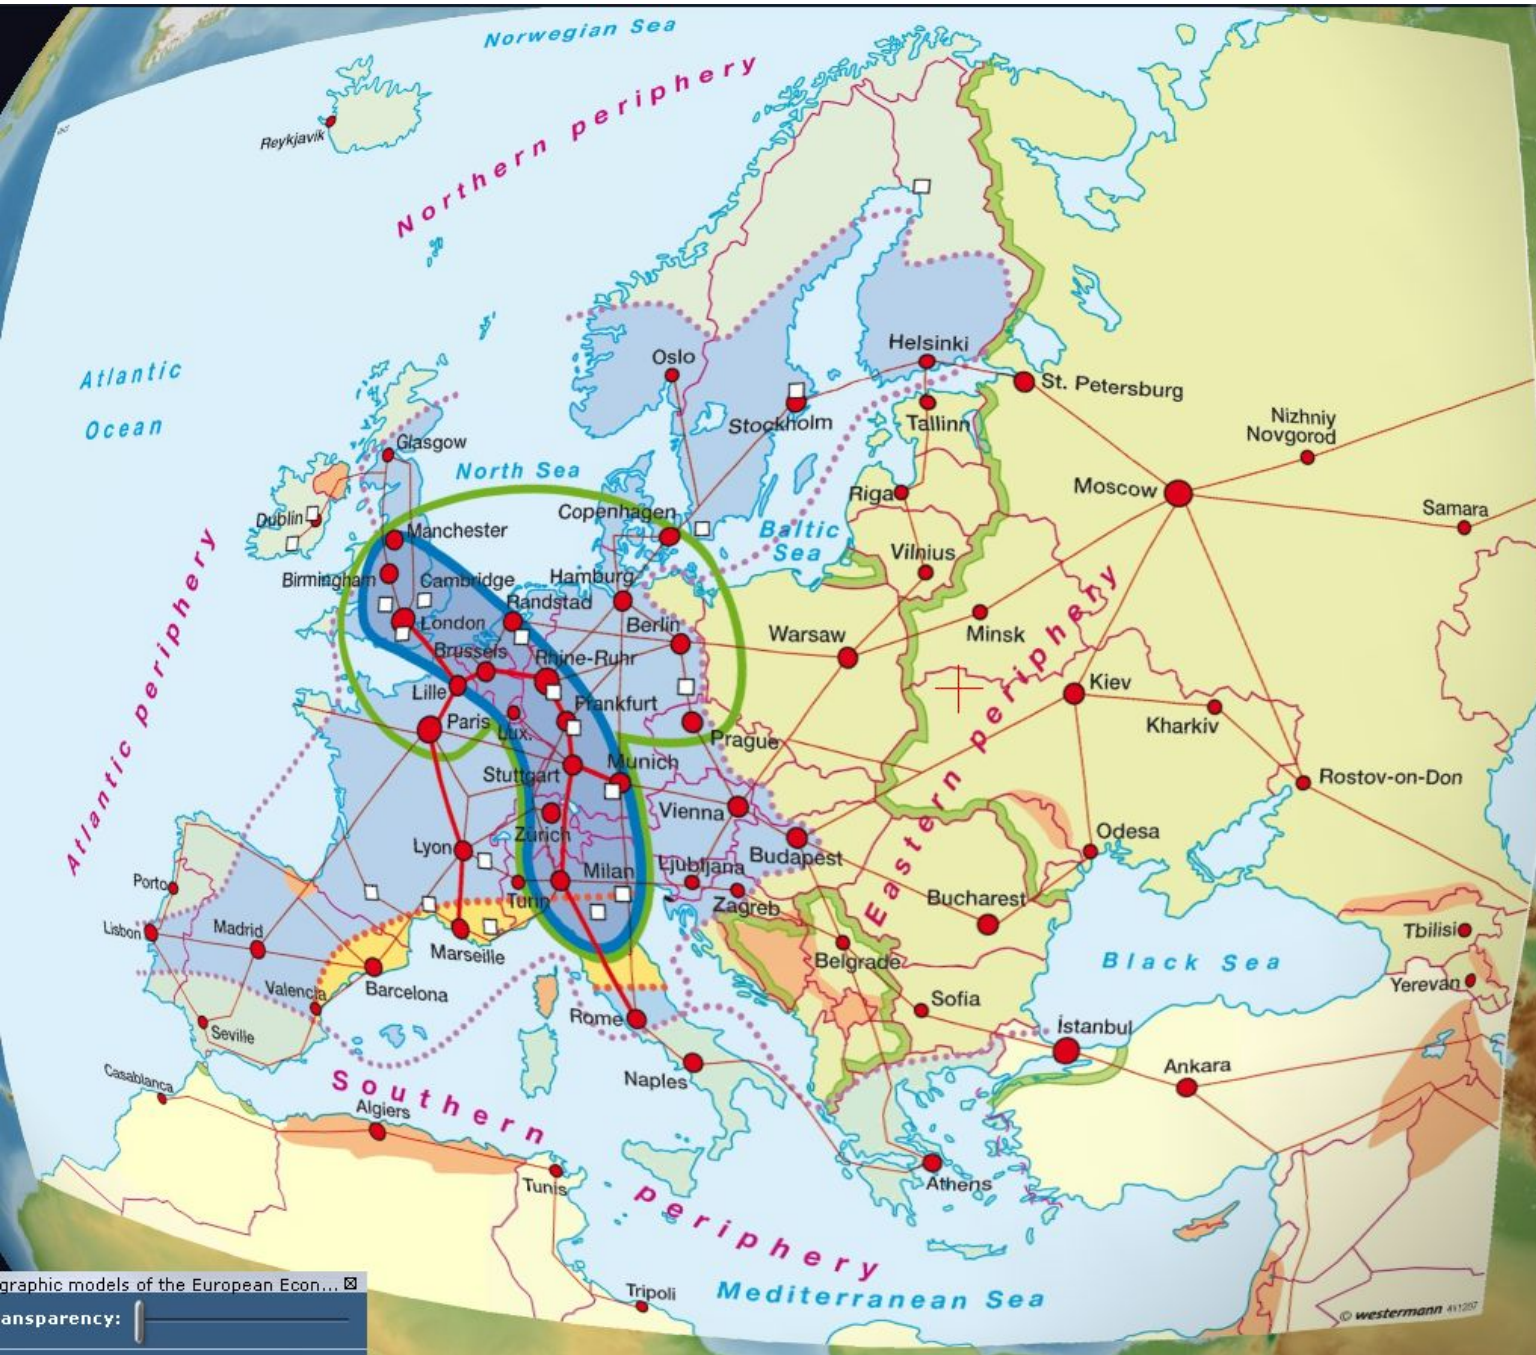 Norwegian Sea
Northern periphery
Reykjavík
Atlantic
Ocean
Oslo
Helsinki
St. Petersburg
Stockholm
Tallinn
Nizhniy
Novgorod
Glasgow
North Sea
Riga
Moscow
Samara
Dublin
Copenhagen
Baltic
Sea
Manchester
Vilnius
Birmingham
Cambridge
Hamburg
Randstad
London
Berlin
Warsaw
Minsk
Brussels
Rhine-Ruhr
Lille
Frankfurt
Kiev
Paris
Lux.
Prague
Kharkiv
Atlantic periphery
Eastern periphery
Stuttgart
Munich
Rostov-on-Don
Vienna
Zürich
Odesa
Lyon
Budapest
Milan
Ljubljana
Porto
Turin
Zagreb
Bucharest
Lisbon
Madrid
Marseille
Belgrade
Tbilisi
Black Sea
Valencia
Barcelona
Yerevan
Sofia
Seville
Rome
İstanbul
Casablanca
Southern
Naples
Ankara
Algiers
Tunis
Athens
periphery
Tripoli
Mediterranean Sea
graphic models of the European Econ...
ansparency:
© westermann